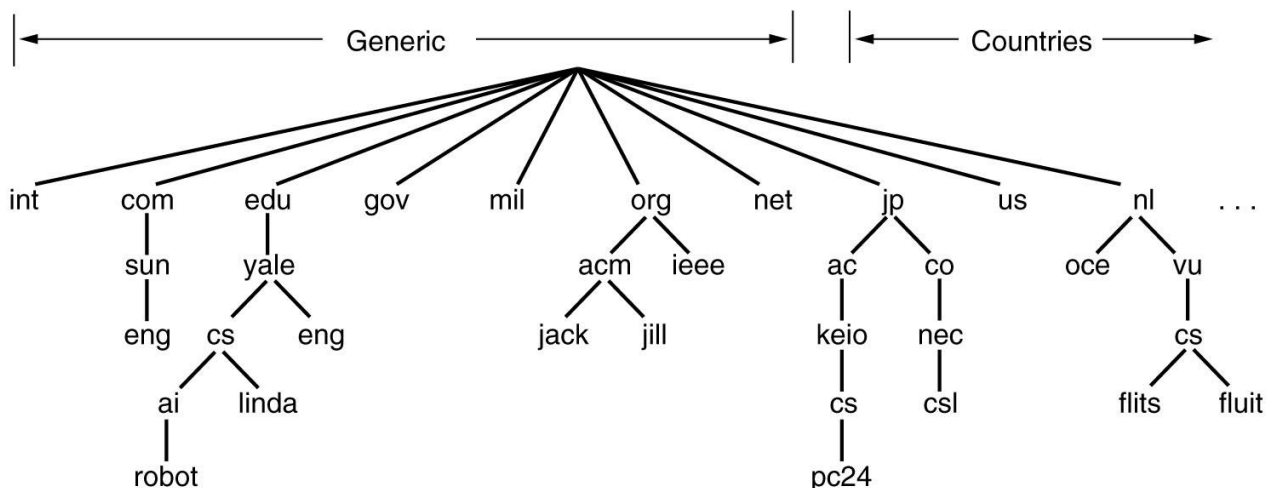 Generic Countries
int com edu gov mil org net jp us nl . . .
sun yale acm ieee ac co oce vu
eng cs eng jack jill keio nec cs
ai linda cs csl flits fluit
robot pc24